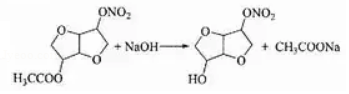 ONO₂ ONO₂
O O
+ NaOH → + CH₃COONa
O O
H₃CCOO HO